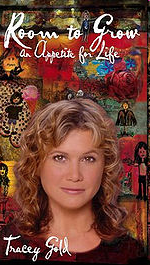 Room to Grow
an Appetite for Life
Tracey Gold